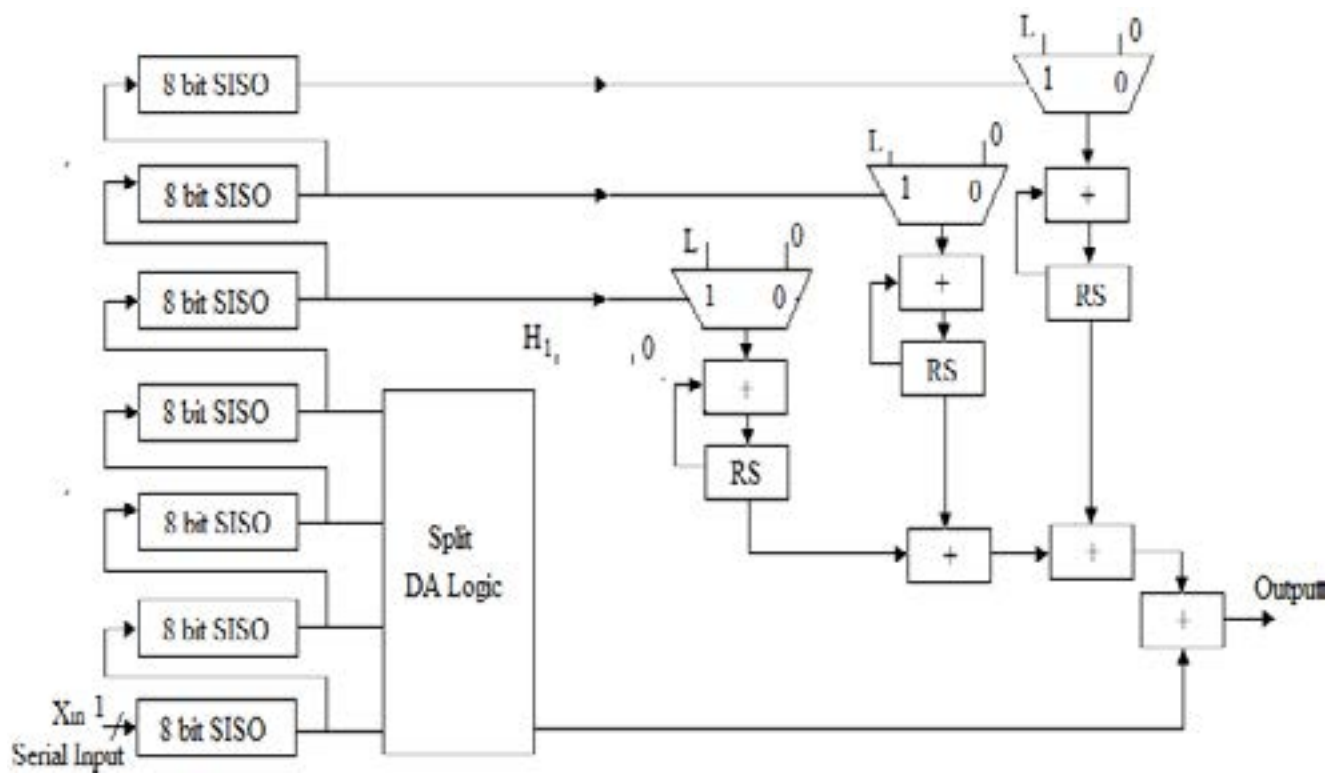 L 0
8 bit SISO
1 0
L 0
8 bit SISO
1 0
+
L 0
8 bit SISO
1 0
+
RS
H1, 0
+
RS
8 bit SISO
RS
8 bit SISO
Split
DA Logic
+
+
Output
8 bit SISO
+
Xin 1
8 bit SISO
Serial Input